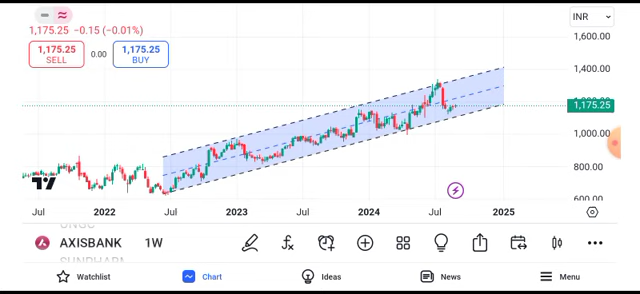 INR
1,175.25 −0.15 (−0.01%)
1,175.25
SELL
0.00
1,175.25
BUY
1,600.00
1,400.00
1,175.25
1,000.00
800.00
600.00
Jul 2022 Jul 2023 Jul 2024 Jul 2025
AXISBANK 1W
Watchlist Chart Ideas News Menu